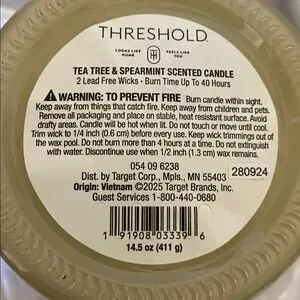 THRESHOLD
LOOKS LIKE HOME TH FEELS LIKE YOU
TEA TREE & SPEARMINT SCENTED CANDLE
2 Lead Free Wicks • Burn Time Up To 40 Hours
⚠ WARNING: TO PREVENT FIRE Burn candle within sight.
Keep away from things that catch fire. Keep away from children and pets.
Remove all packaging and place on stable, heat resistant surface. Avoid
drafty areas. Candle will be hot when lit. Do not touch or move until cool.
Trim wick to 1/4 inch (0.6 cm) before every use. Keep wick trimmings out
of the wax pool. Do not burn more than 4 hours at a time. Do not extinguish
with water. Discontinue use when 1/2 inch (1.3 cm) wax remains.
054 09 6238
Dist. by Target Corp., Mpls., MN 55403
280924
Origin: Vietnam ©2025 Target Brands, Inc.
Guest Services 1-800-440-0680
1 91908 03339 6
14.5 oz (411 g)